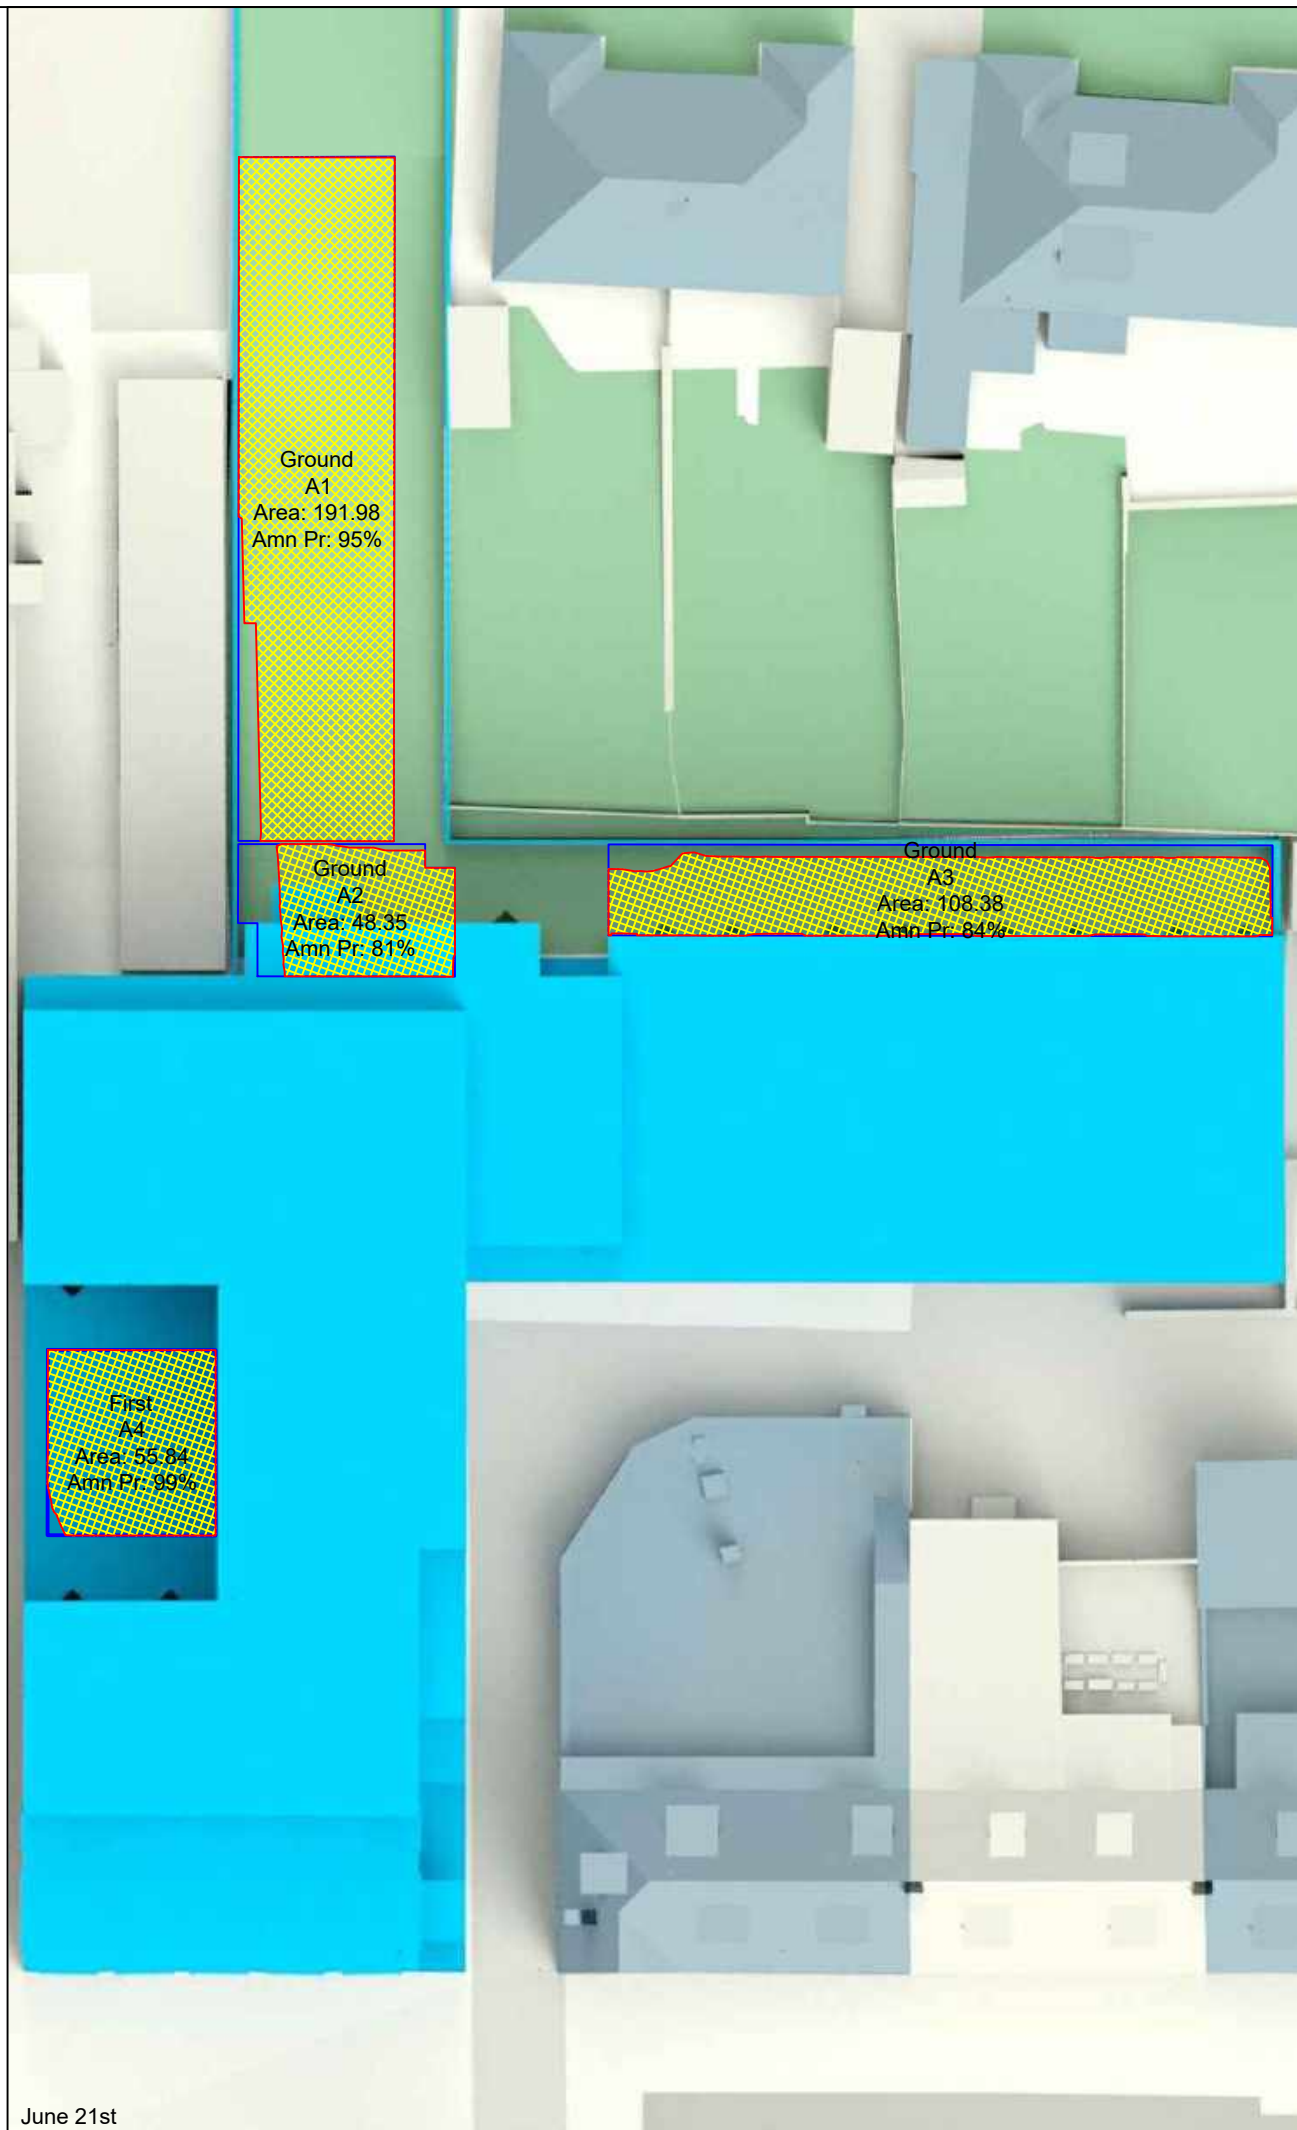 Ground
A1
Area: 191.98
Amn Pr: 95%
Ground
A2
Area: 48.35
Amn Pr: 81%
Ground
A3
Area: 108.38
Amn Pr: 84%
First
A4
Area: 55.84
Amn Pr: 99%
June 21st